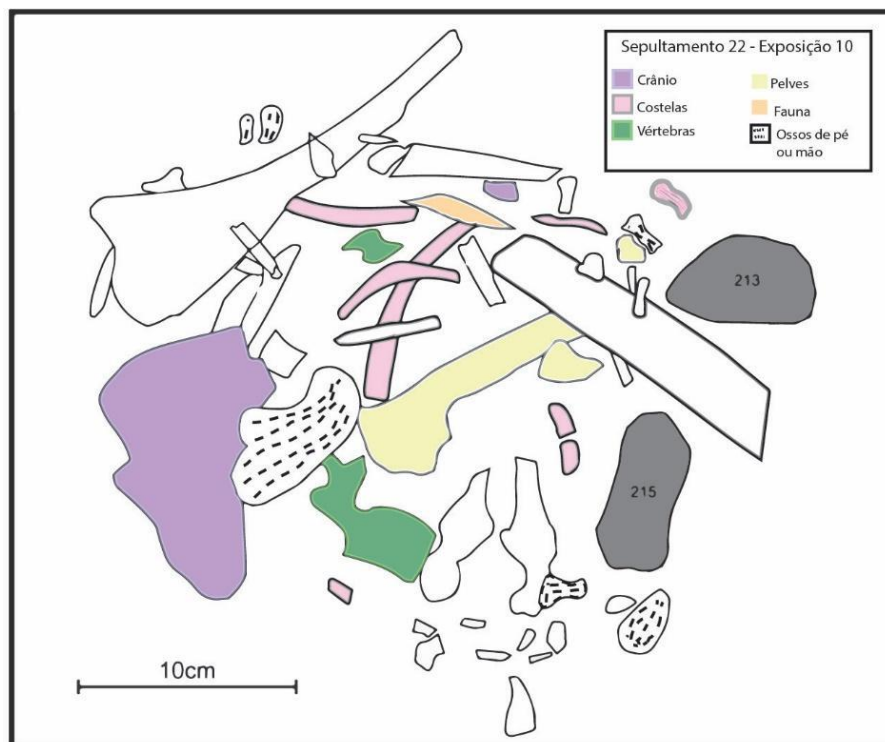 Sepultamento 22 - Exposição 10
Crânio
Costelas
Vértebras
Pelves
Fauna
Ossos de pé
ou mão
213
215
10cm